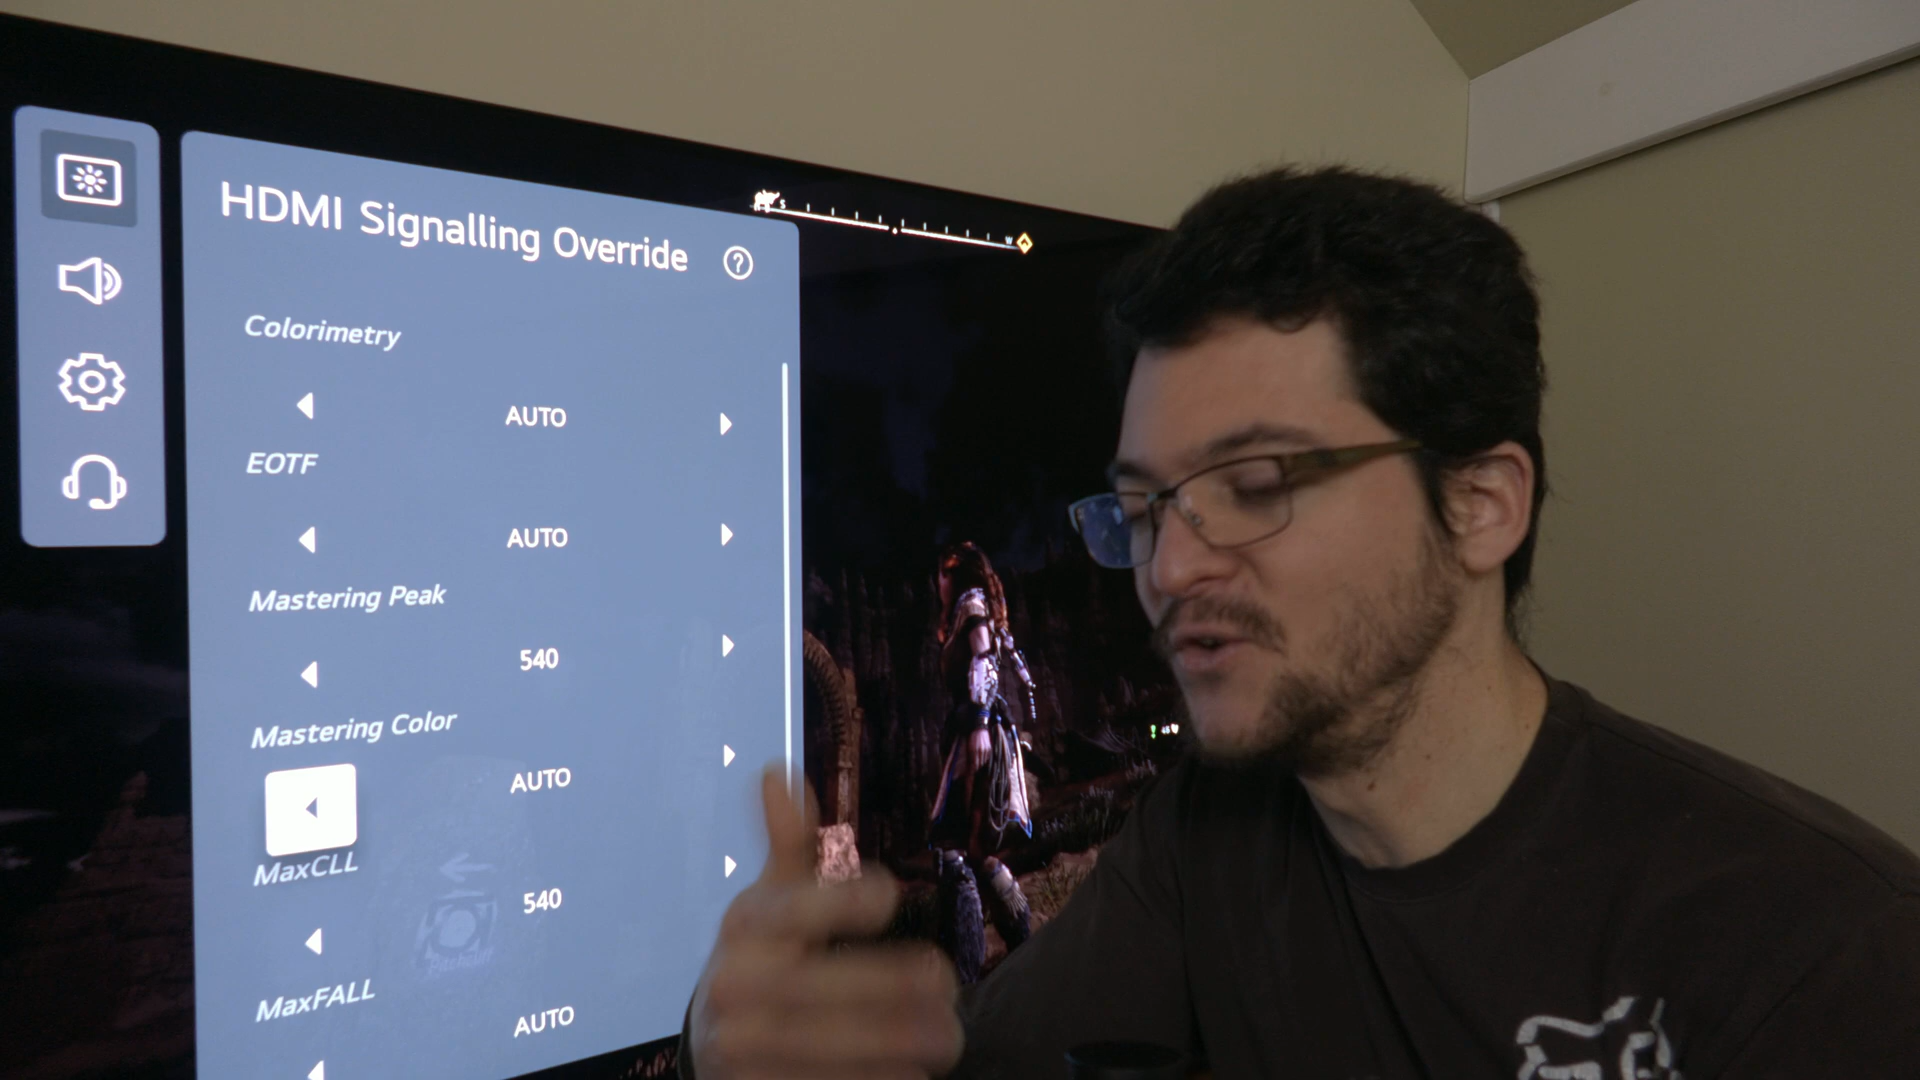 HDMI Signalling Override
Colorimetry
AUTO
EOTF
AUTO
Mastering Peak
540
Mastering Color
AUTO
MaxCLL
540
MaxFALL
AUTO
S
W